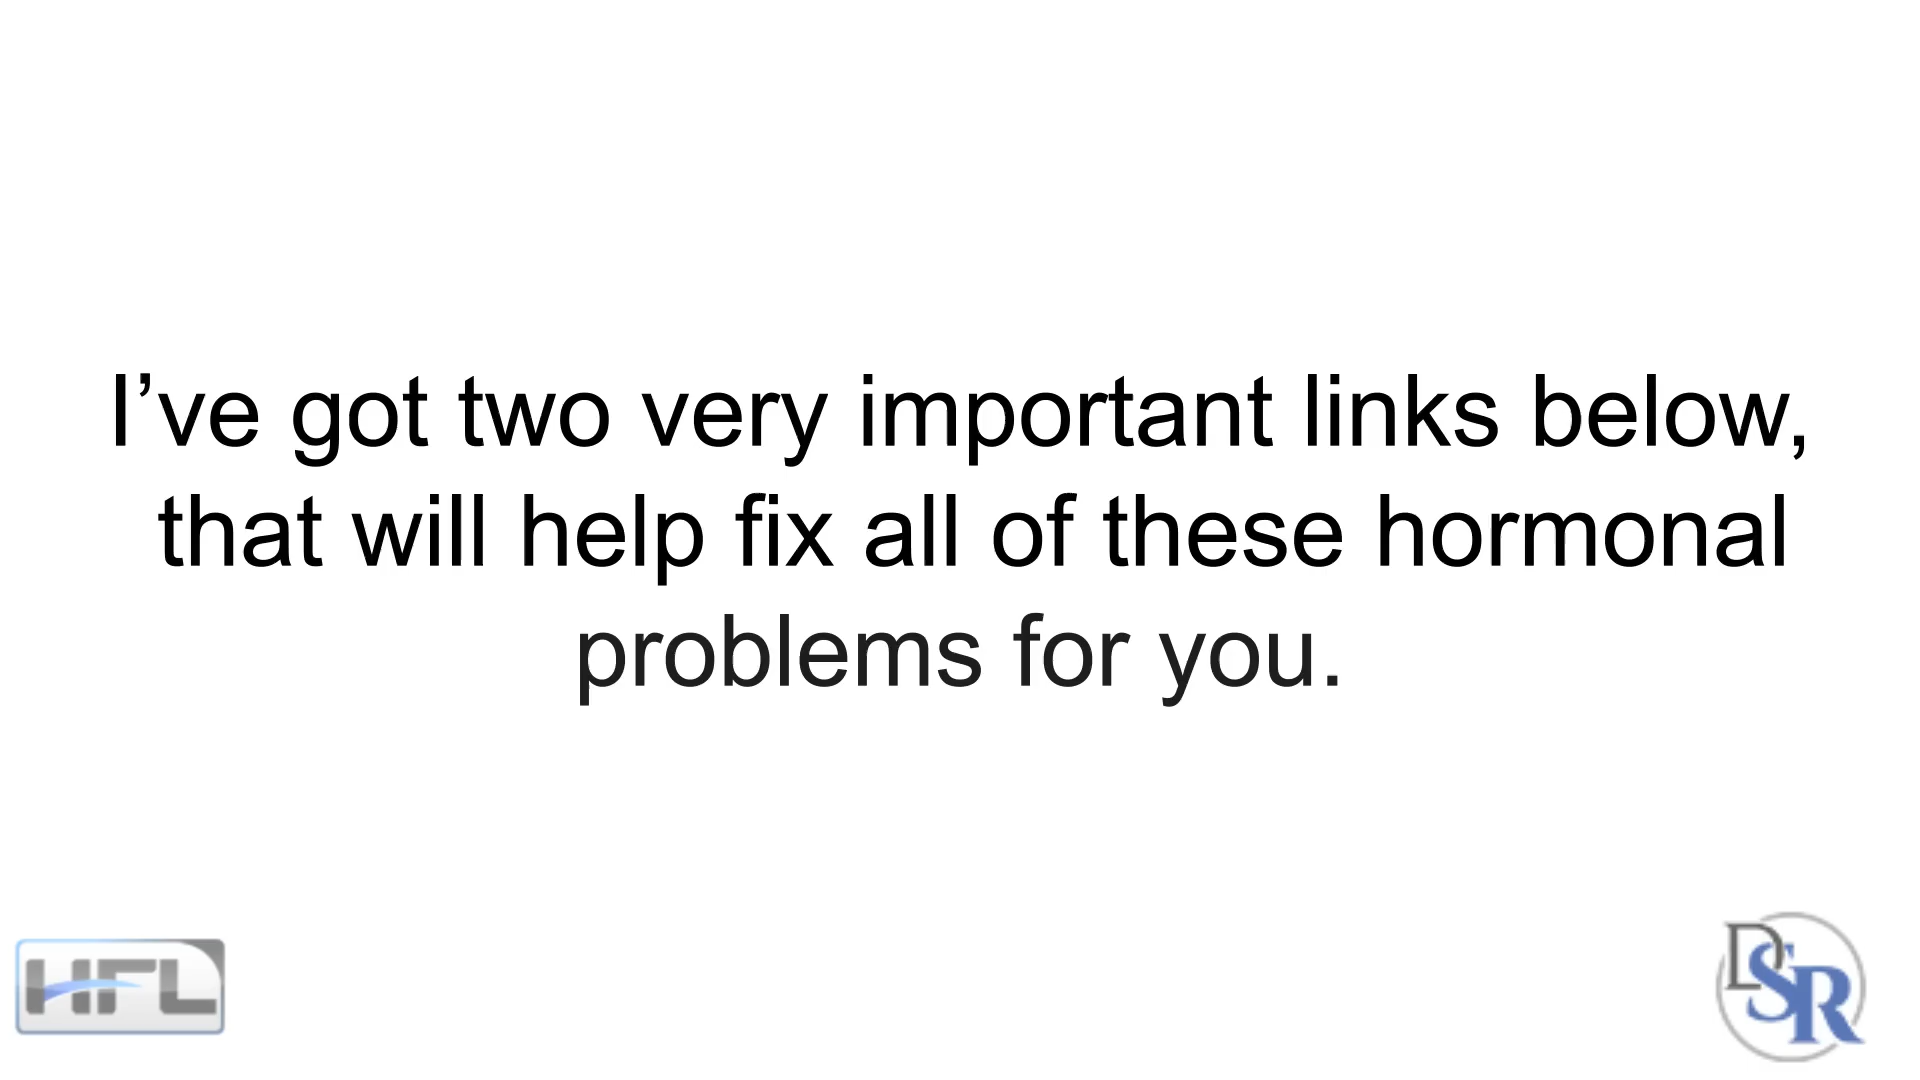 I’ve got two very important links below,
that will help fix all of these hormonal
problems for you.
HFL
DSR